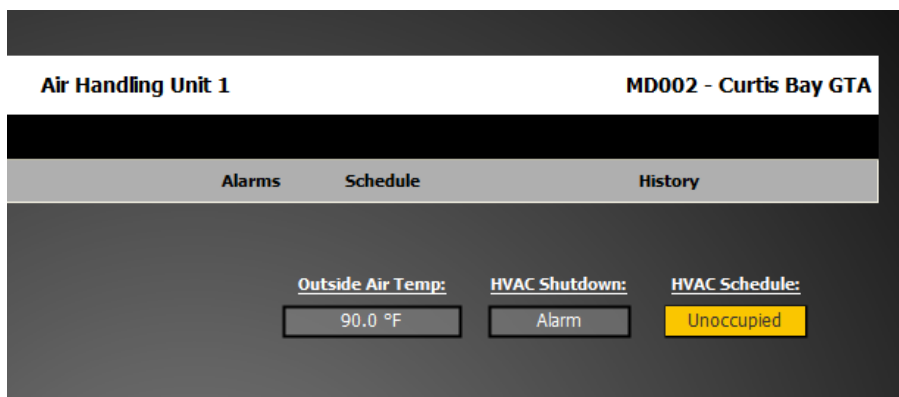 Air Handling Unit 1 MD002 - Curtis Bay GTA
Alarms Schedule History
Outside Air Temp: HVAC Shutdown: HVAC Schedule:
90.0 °F Alarm Unoccupied